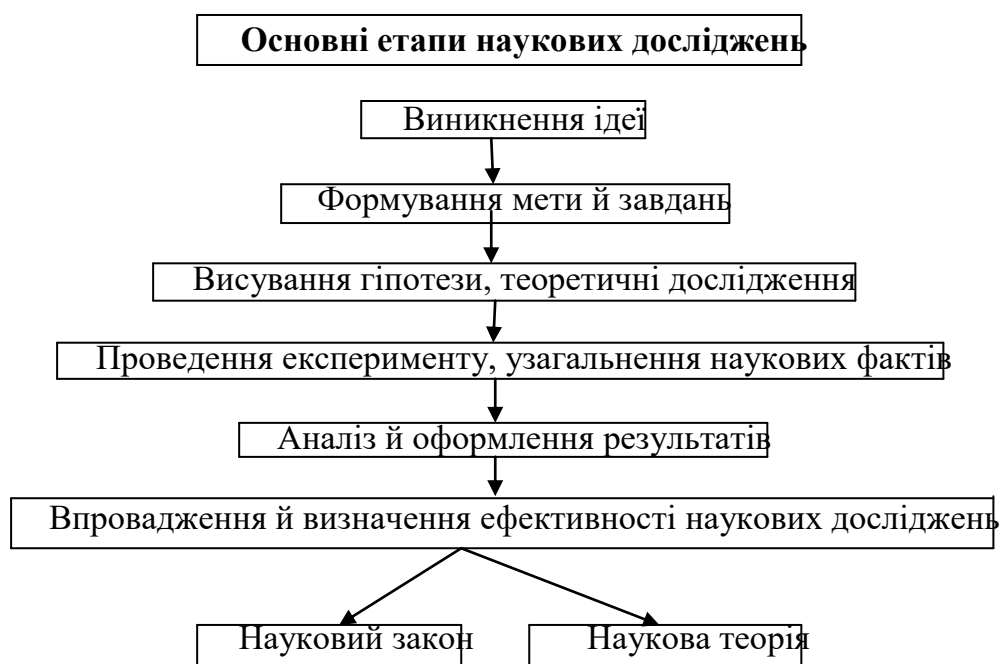 Основні етапи наукових досліджень
Виникнення ідеї
Формування мети й завдань
Висування гіпотези, теоретичні дослідження
Проведення експерименту, узагальнення наукових фактів
Аналіз й оформлення результатів
Впровадження й визначення ефективності наукових досліджень
Науковий закон
Наукова теорія